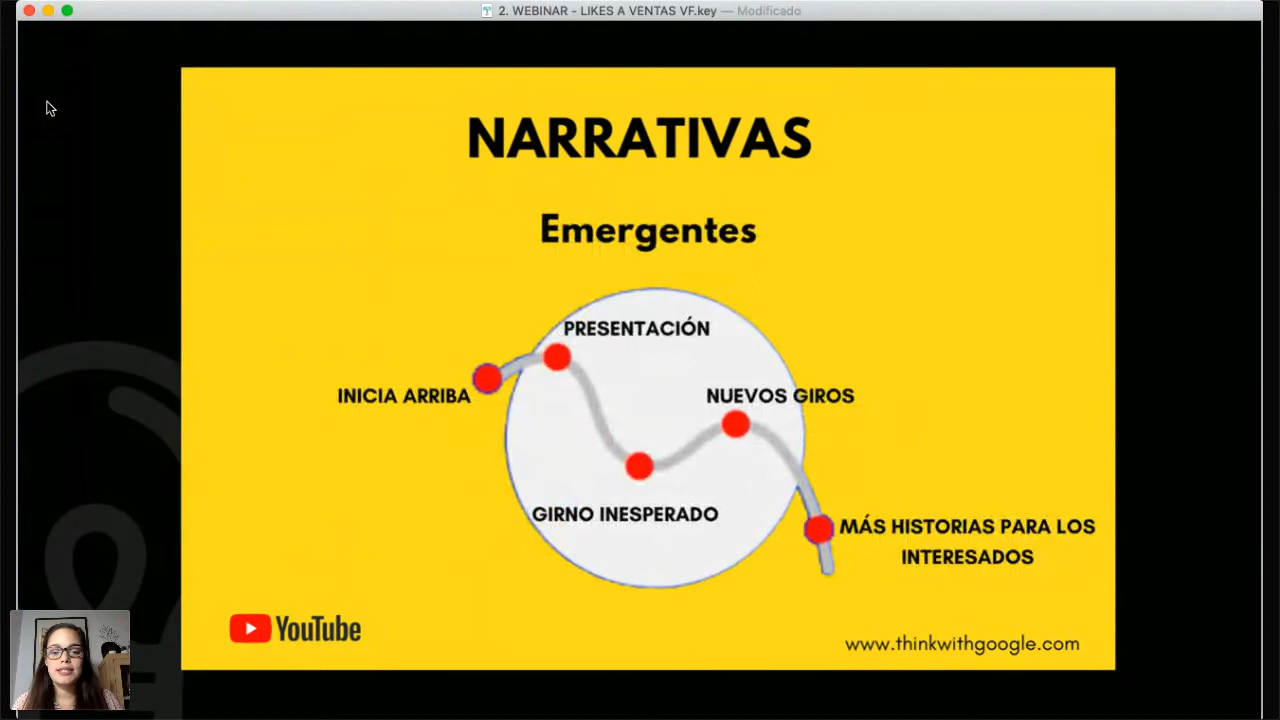 2. WEBINAR - LIKES A VENTAS VF.key — Modificado
NARRATIVAS
Emergentes
PRESENTACIÓN
INICIA ARRIBA
NUEVOS GIROS
GIRNO INESPERADO
MÁS HISTORIAS PARA LOS
INTERESADOS
YouTube
www.thinkwithgoogle.com